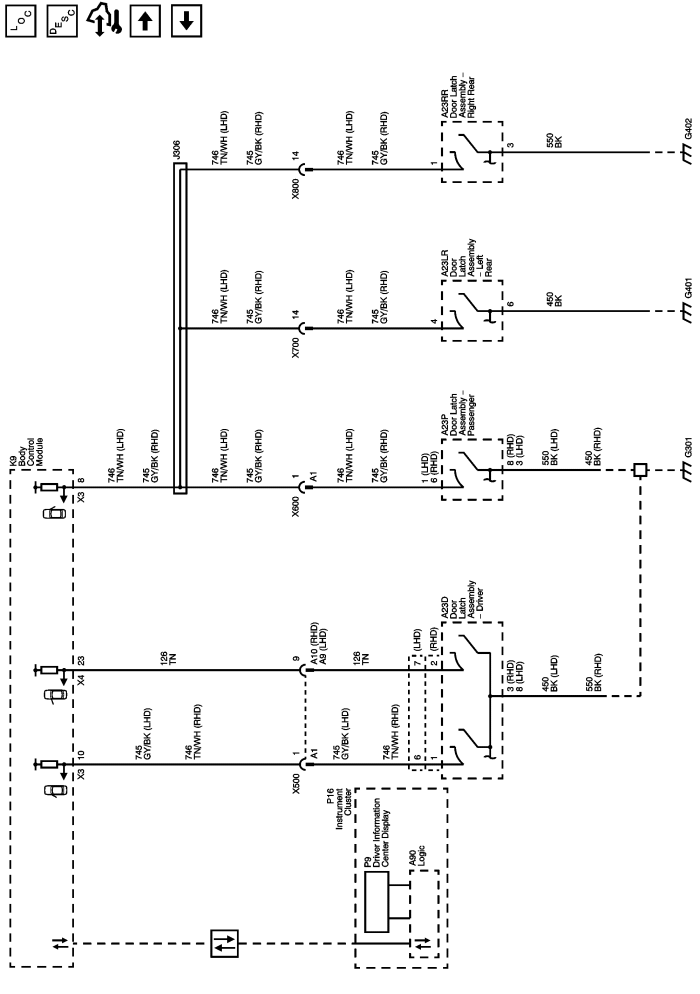 LOC
DESC
K9
Body
Control
Module
X3
8
X4
23
X3
10
746
TN/WH (LHD)
745
GY/BK (RHD)
126
TN
745
GY/BK (LHD)
746
TN/WH (RHD)
J306
746
TN/WH (LHD)
745
GY/BK (RHD)
X800
14
746
TN/WH (LHD)
745
GY/BK (RHD)
1
A23RR
Door Latch
Assembly –
Right Rear
3
550
BK
G402
746
TN/WH (LHD)
745
GY/BK (RHD)
X700
14
746
TN/WH (LHD)
745
GY/BK (RHD)
4
A23LR
Door
Latch
Assembly
– Left
Rear
6
450
BK
G401
746
TN/WH (LHD)
745
GY/BK (RHD)
X600
1
A1
746
TN/WH (LHD)
745
GY/BK (RHD)
1 (LHD)
6 (RHD)
A23P
Door Latch
Assembly –
Passenger
8 (RHD)
3 (LHD)
550
BK (LHD)
450
BK (RHD)
G301
9
A10 (RHD)
A9 (LHD)
126
TN
7 (LHD)
2 (RHD)
X500
1
A1
745
GY/BK (LHD)
746
TN/WH (RHD)
6
1
A23D
Door
Latch
Assembly
– Driver
3 (RHD)
8 (LHD)
450
BK (LHD)
550
BK (RHD)
P16
Instrument
Cluster
P9
Driver Information
Center Display
A90
Logic